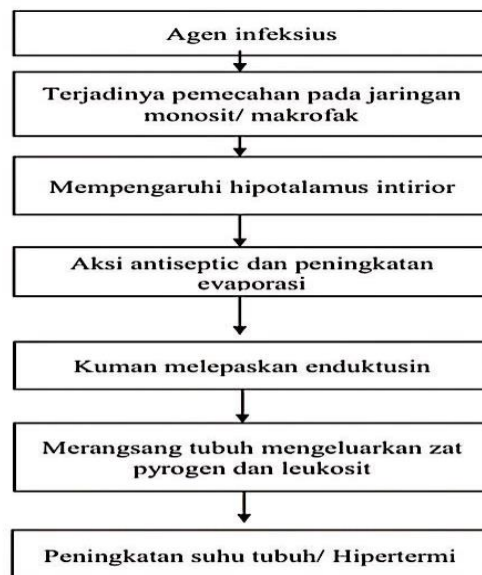 Agen infeksius
Terjadinya pemecahan pada jaringan
monosit/ makrofak
Mempengaruhi hipotalamus intirior
Aksi antiseptic dan peningkatan
evaporasi
Kuman melepaskan enduktusin
Merangsang tubuh mengeluarkan zat
pyrogen dan leukosit
Peningkatan suhu tubuh/ Hipertermi